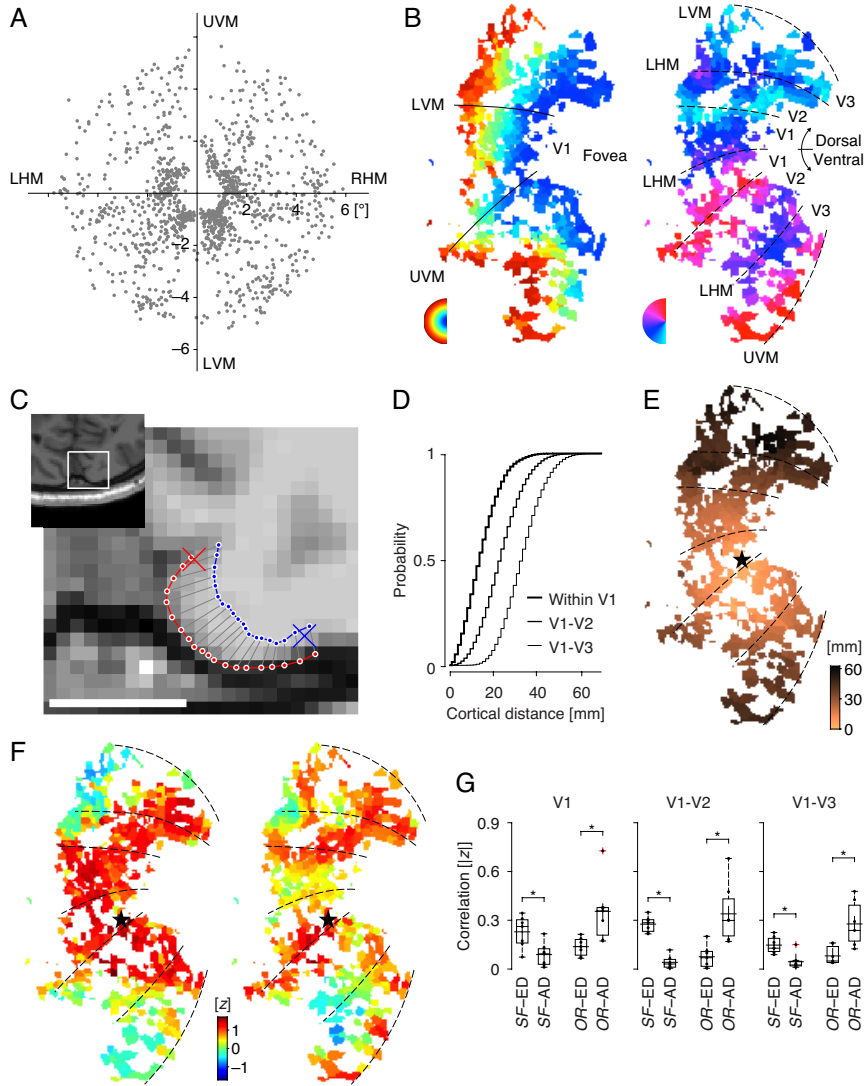 A
UVM
LHM
RHM
2
4
6 [°]
−2
−4
−6
LVM
B
LVM
LHM
V3
LVM
V2
V1
V1
Fovea
Dorsal
Ventral
V1
LHM
V2
V3
UVM
LHM
UVM
C
D
1
0.5
0
Probability
Within V1
V1-V2
V1-V3
0
20
40
60
Cortical distance [mm]
E
[mm]
60
30
0
F
[z]
1
0
−1
G
V1
V1-V2
V1-V3
0.9
0.6
0.3
0
Correlation [|z|]
*
*
*
*
*
*
SF–ED
SF–AD
OR–ED
OR–AD
SF–ED
SF–AD
OR–ED
OR–AD
SF–ED
SF–AD
OR–ED
OR–AD